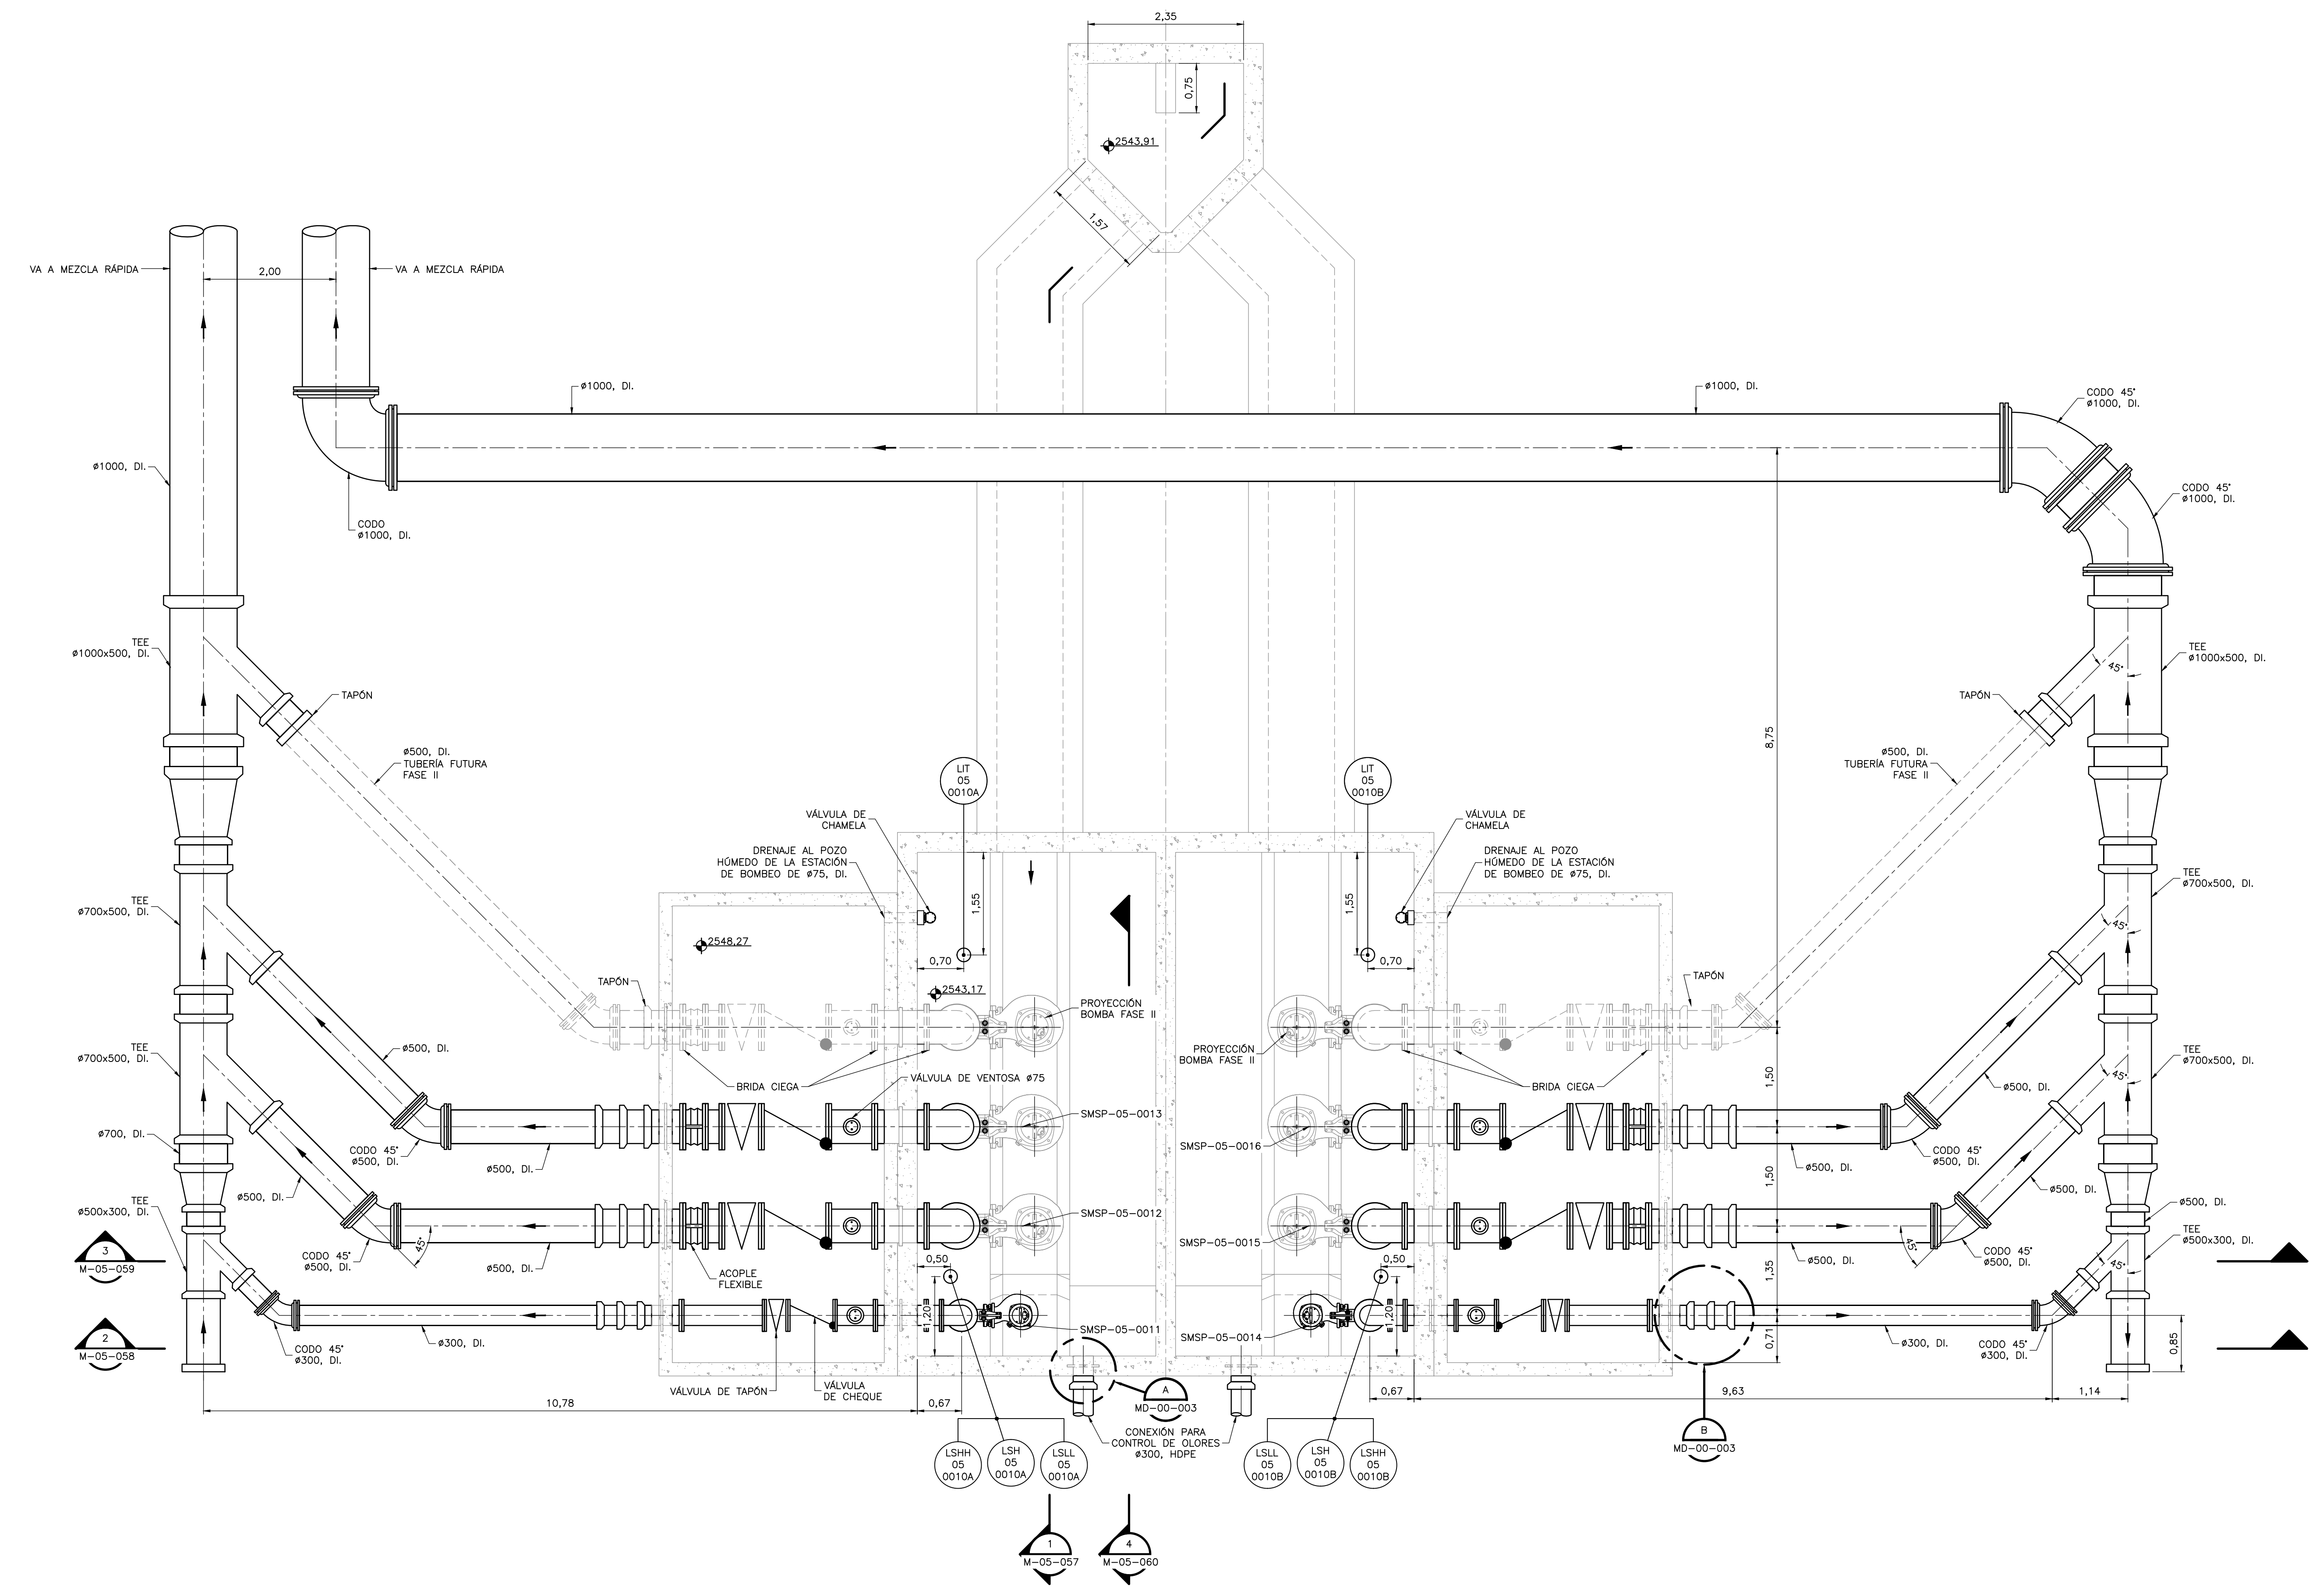 2,35
0,75
2543,91
1,57
VA A MEZCLA RÁPIDA
2,00
VA A MEZCLA RÁPIDA
ø1000, DI.
ø1000, DI.
CODO 45°
ø1000, DI.
ø1000, DI.
CODO
ø1000, DI.
CODO 45°
ø1000, DI.
TEE
ø1000x500, DI.
TEE
ø1000x500, DI.
45°
TAPÓN
TAPÓN
ø500, DI.
TUBERÍA FUTURA
FASE II
ø500, DI.
TUBERÍA FUTURA
FASE II
8,75
LIT
05
0010A
LIT
05
0010B
VÁLVULA DE
CHAMELA
VÁLVULA DE
CHAMELA
DRENAJE AL POZO
HÚMEDO DE LA ESTACIÓN
DE BOMBEO DE ø75, DI.
DRENAJE AL POZO
HÚMEDO DE LA ESTACIÓN
DE BOMBEO DE ø75, DI.
1,55
1,55
TEE
ø700x500, DI.
TEE
ø700x500, DI.
45°
2548,27
0,70
0,70
TAPÓN
2543,17
TAPÓN
PROYECCIÓN
BOMBA FASE II
PROYECCIÓN
BOMBA FASE II
TEE
ø700x500, DI.
ø500, DI.
TEE
ø700x500, DI.
45°
BRIDA CIEGA
VÁLVULA DE VENTOSA ø75
BRIDA CIEGA
1,50
ø500, DI.
SMSP-05-0013
SMSP-05-0016
ø700, DI.
CODO 45°
ø500, DI.
ø500, DI.
ø500, DI.
CODO 45°
ø500, DI.
1,50
ø500, DI.
ø500, DI.
TEE
ø500x300, DI.
ø500, DI.
TEE
ø500x300, DI.
SMSP-05-0012
SMSP-05-0015
45°
45°
45°
CODO 45°
ø500, DI.
ø500, DI.
ø500, DI.
CODO 45°
ø500, DI.
3
M-05-059
ACOPLE
FLEXIBLE
0,50
0,50
1,35
1,20
1,20
SMSP-05-0011
SMSP-05-0014
2
M-05-058
CODO 45°
ø300, DI.
ø300, DI.
ø300, DI.
CODO 45°
ø300, DI.
0,71
0,85
VÁLVULA DE TAPÓN
VÁLVULA
DE CHEQUE
A
MD-00-003
10,78
0,67
0,67
9,63
1,14
B
MD-00-003
CONEXIÓN PARA
CONTROL DE OLORES
ø300, HDPE
LSHH
05
0010A
LSH
05
0010A
LSLL
05
0010A
LSLL
05
0010B
LSH
05
0010B
LSHH
05
0010B
1
M-05-057
4
M-05-060